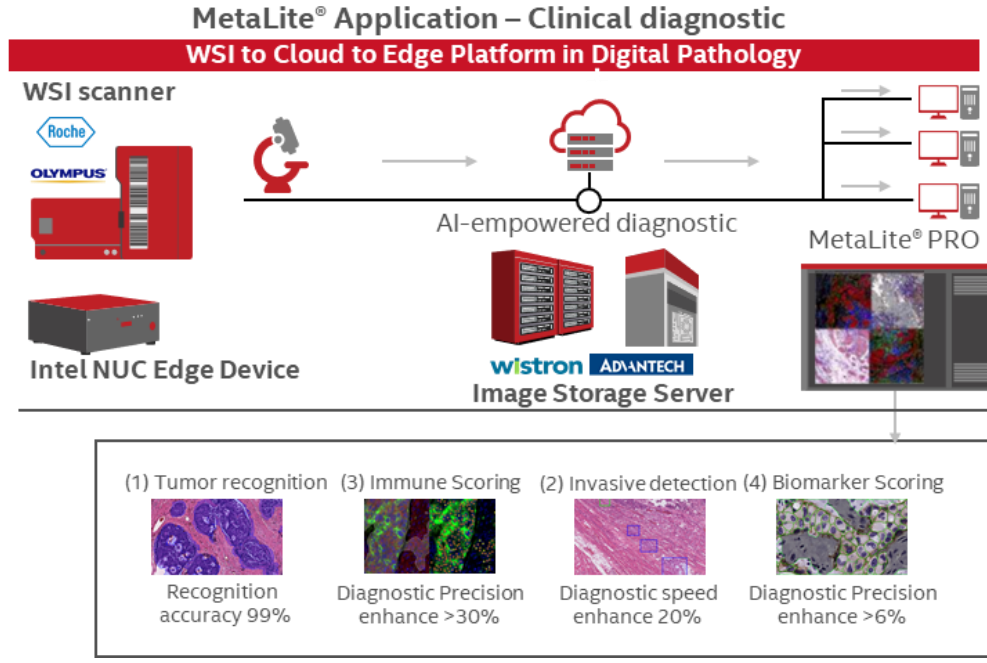 MetaLite® Application – Clinical diagnostic
WSI to Cloud to Edge Platform in Digital Pathology
WSI scanner
Roche
OLYMPUS
Intel NUC Edge Device
AI-empowered diagnostic
wistron
ADVANTECH
Image Storage Server
MetaLite® PRO
(1) Tumor recognition
Recognition
accuracy 99%
(3) Immune Scoring
Diagnostic Precision
enhance >30%
(2) Invasive detection
Diagnostic speed
enhance 20%
(4) Biomarker Scoring
Diagnostic Precision
enhance >6%